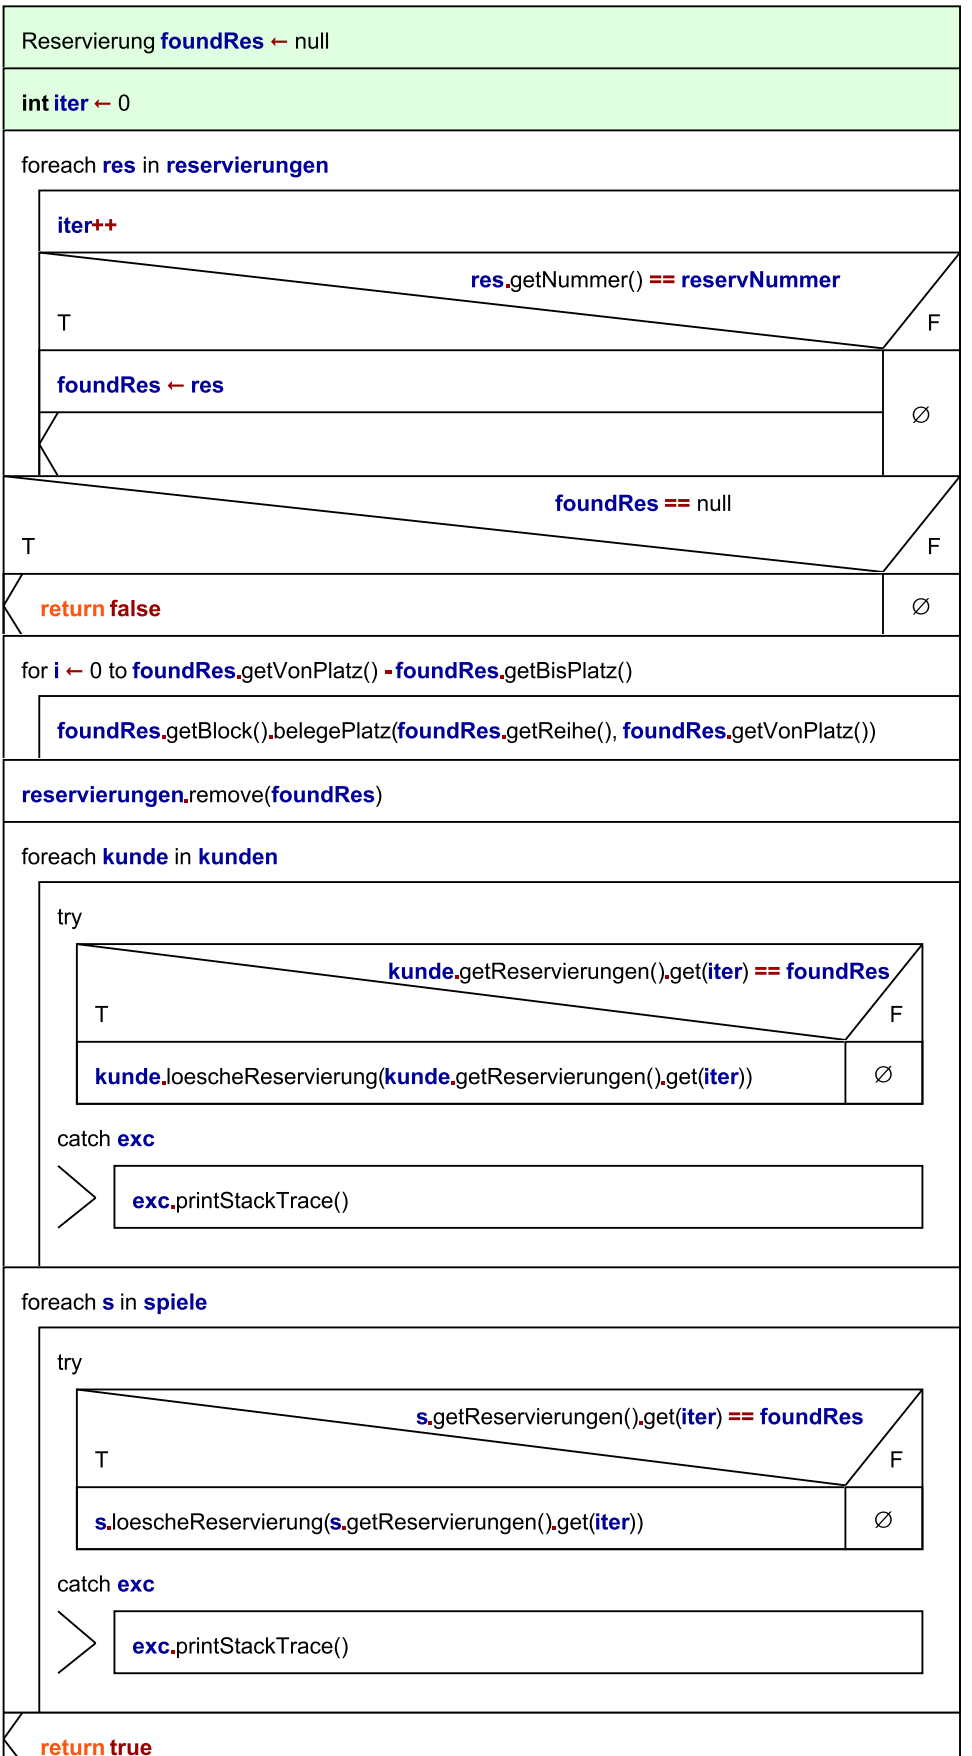 Reservierung foundRes ← null
int iter ← 0
foreach res in reservierungen
iter++
res.getNummer() == reservNummer
T F
foundRes ← res
∅
foundRes == null
T F
return false ∅
for i ← 0 to foundRes.getVonPlatz() - foundRes.getBisPlatz()
foundRes.getBlock().belegePlatz(foundRes.getReihe(), foundRes.getVonPlatz())
reservierungen.remove(foundRes)
foreach kunde in kunden
try
kunde.getReservierungen().get(iter) == foundRes
T F
kunde.loescheReservierung(kunde.getReservierungen().get(iter)) ∅
catch exc
exc.printStackTrace()
foreach s in spiele
try
s.getReservierungen().get(iter) == foundRes
T F
s.loescheReservierung(s.getReservierungen().get(iter)) ∅
catch exc
exc.printStackTrace()
return true